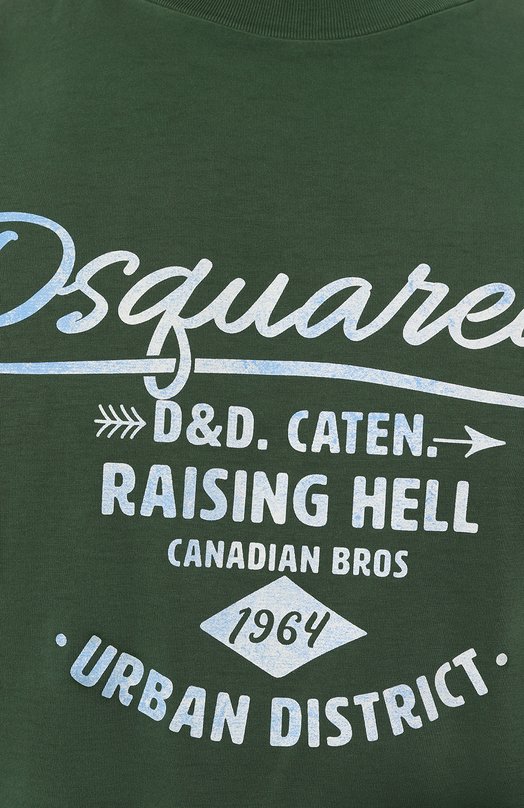 Dsquare
D&D. CATEN.
RAISING HELL
CANADIAN BROS
1964
• URBAN DISTRICT •